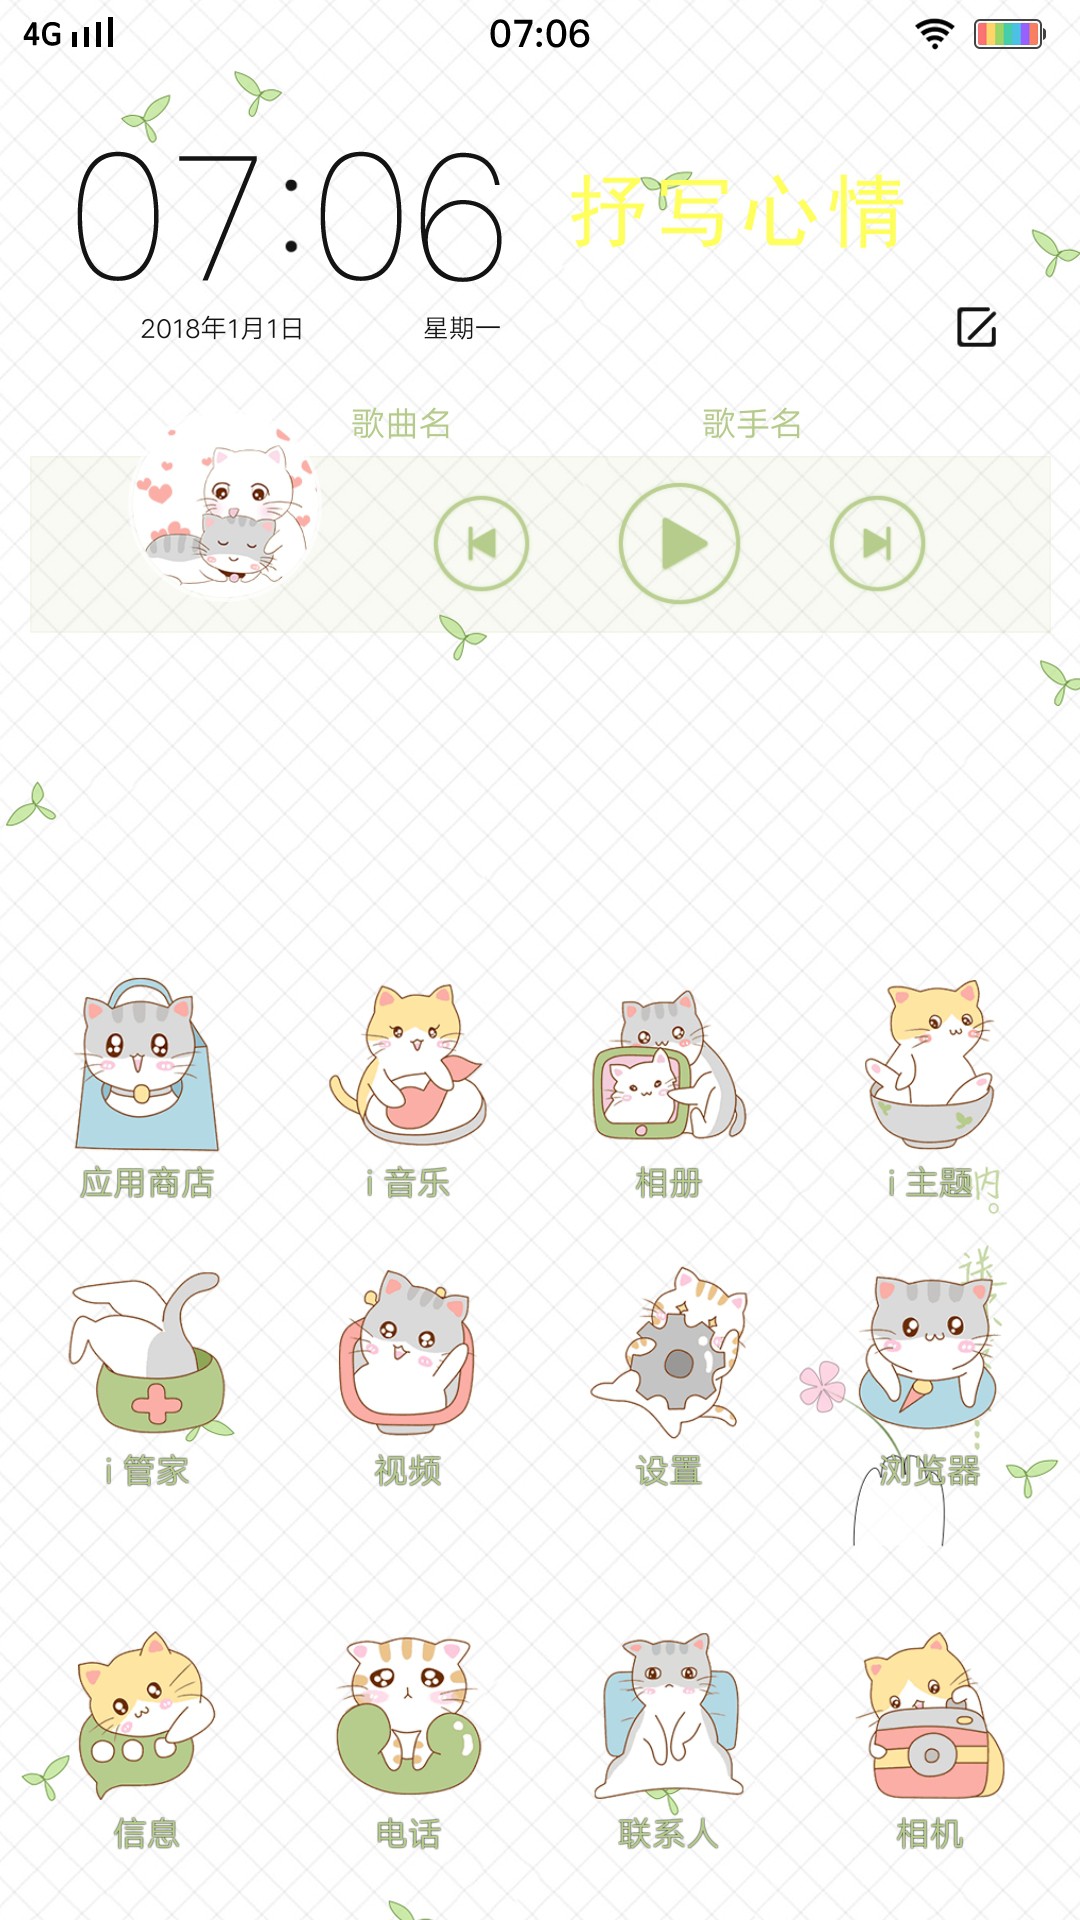 4G 07:06
07:06 抒写心情
2018年1月1日 星期一
歌曲名 歌手名
应用商店 i 音乐 相册 i 主题
内。
送
i 管家 视频 设置 浏览器
信息 电话 联系人 相机